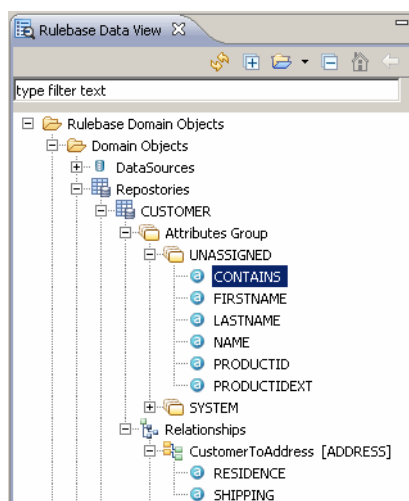 Rulebase Data View
type filter text
Rulebase Domain Objects
Domain Objects
DataSources
Repostories
CUSTOMER
Attributes Group
UNASSIGNED
CONTAINS
FIRSTNAME
LASTNAME
NAME
PRODUCTID
PRODUCTIDEXT
SYSTEM
Relationships
CustomerToAddress [ADDRESS]
RESIDENCE
SHIPPING